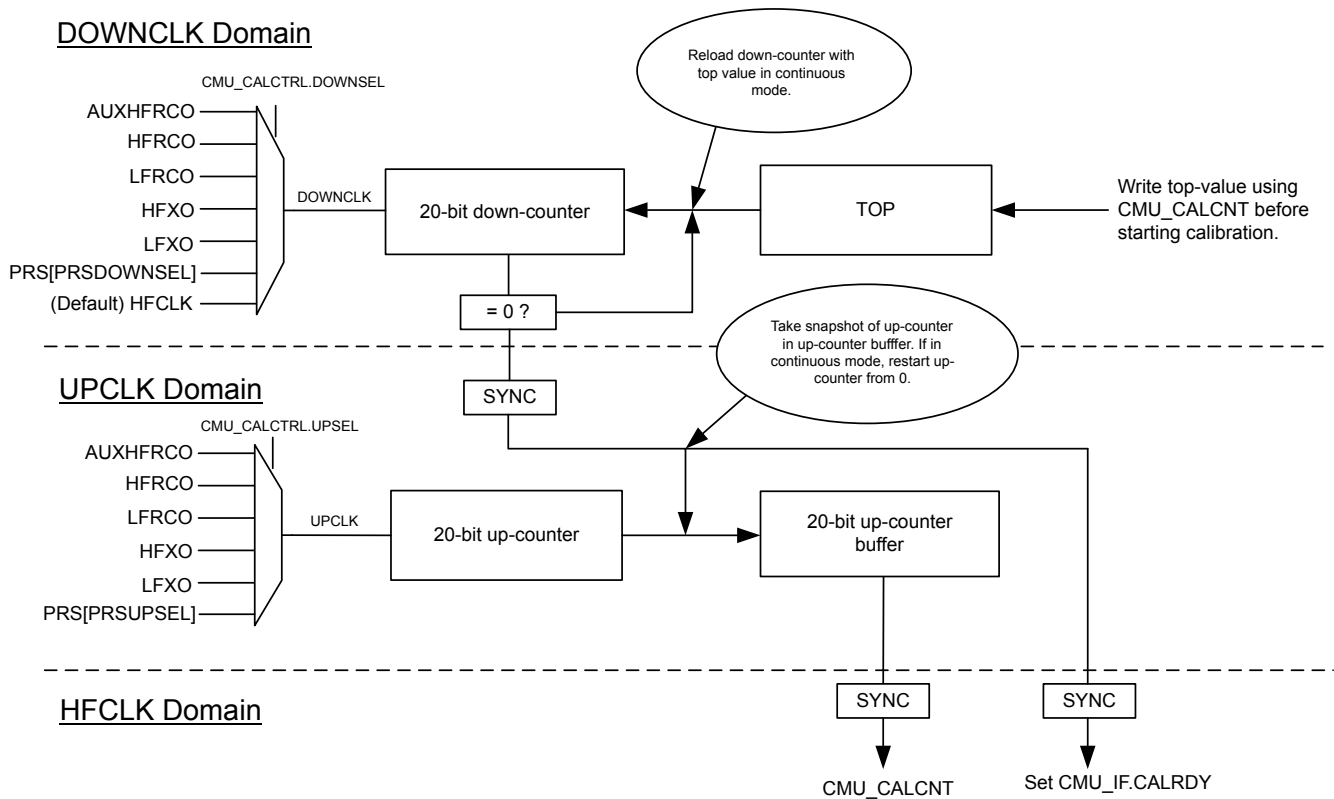 DOWNCLK Domain
CMU_CALCTRL.DOWNSEL
AUXHFRCO
HFRCO
LFRCO
HFXO
LFXO
PRS[PRSDOWNSEL]
(Default) HFCLK
DOWNCLK
20-bit down-counter
Reload down-counter with
top value in continuous
mode.
TOP
Write top-value using
CMU_CALCNT before
starting calibration.
= 0 ?
Take snapshot of up-counter
in up-counter bufffer. If in
continuous mode, restart up-
counter from 0.
UPCLK Domain
SYNC
CMU_CALCTRL.UPSEL
AUXHFRCO
HFRCO
LFRCO
HFXO
LFXO
PRS[PRSUPSEL]
UPCLK
20-bit up-counter
20-bit up-counter
buffer
HFCLK Domain
SYNC
SYNC
CMU_CALCNT
Set CMU_IF.CALRDY